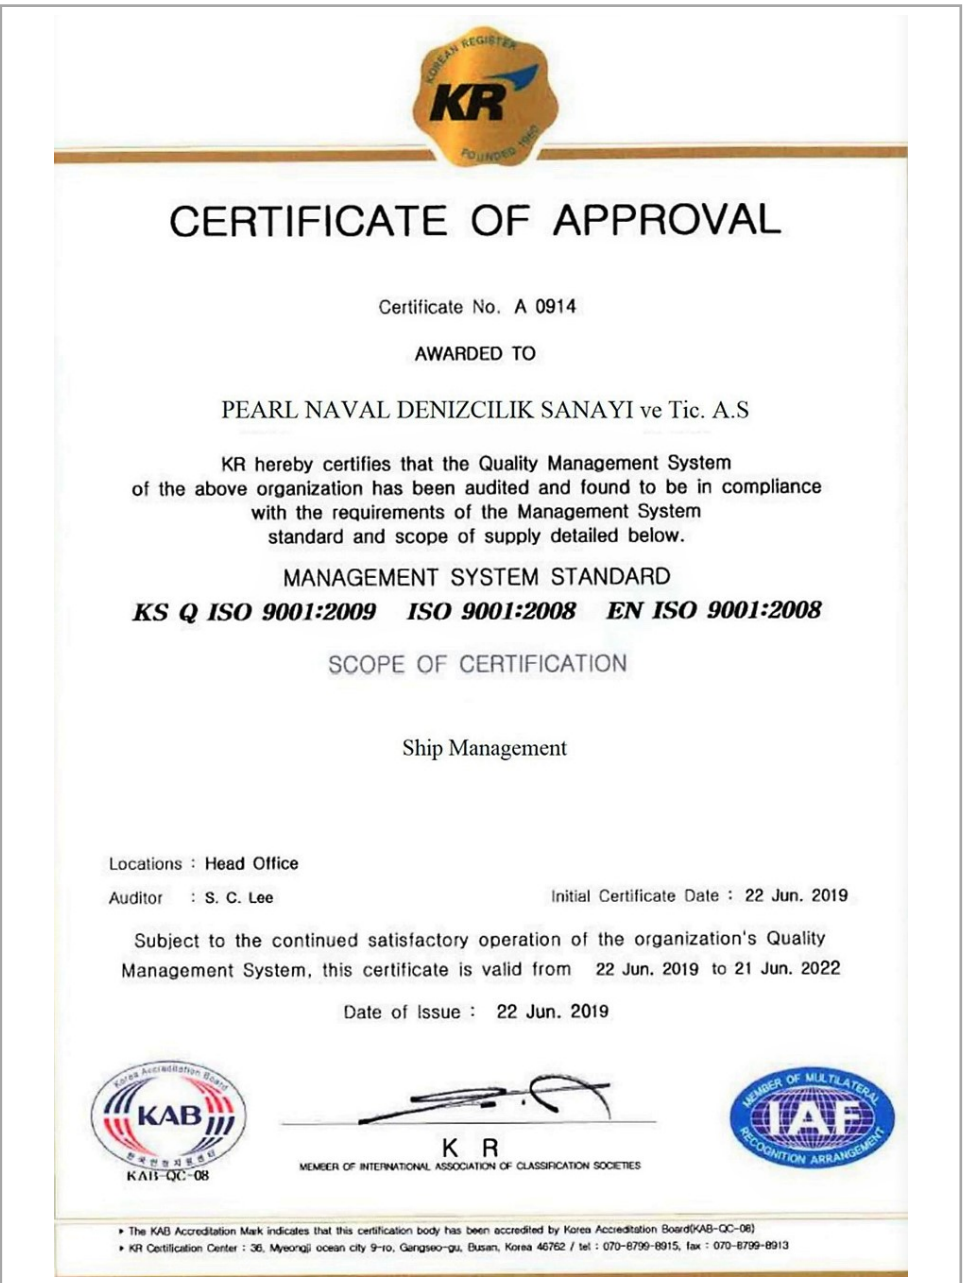 KOREAN REGISTER
KR
FOUNDED 1960
CERTIFICATE OF APPROVAL
Certificate No. A 0914
AWARDED TO
PEARL NAVAL DENIZCILIK SANAYI ve Tic. A.S
KR hereby certifies that the Quality Management System
of the above organization has been audited and found to be in compliance
with the requirements of the Management System
standard and scope of supply detailed below.
MANAGEMENT SYSTEM STANDARD
KS Q ISO 9001:2009 ISO 9001:2008 EN ISO 9001:2008
SCOPE OF CERTIFICATION
Ship Management
Locations : Head Office
Auditor : S. C. Lee
Initial Certificate Date : 22 Jun. 2019
Subject to the continued satisfactory operation of the organization's Quality
Management System, this certificate is valid from 22 Jun. 2019 to 21 Jun. 2022
Date of Issue : 22 Jun. 2019
Korea Accreditation Board
KAB
한국인정지원센터
KAB-QC-08
K R
MEMBER OF INTERNATIONAL ASSOCIATION OF CLASSIFICATION SOCIETIES
MEMBER OF MULTILATERAL
IAF
RECOGNITION ARRANGEMENT
▸ The KAB Accreditation Mark indicates that this certification body has been accredited by Korea Accreditation Board(KAB-QC-08)
▸ KR Certification Center : 36, Myeongji ocean city 9-ro, Gangseo-gu, Busan, Korea 46762 / tel : 070-8799-8915, fax : 070-8799-8913